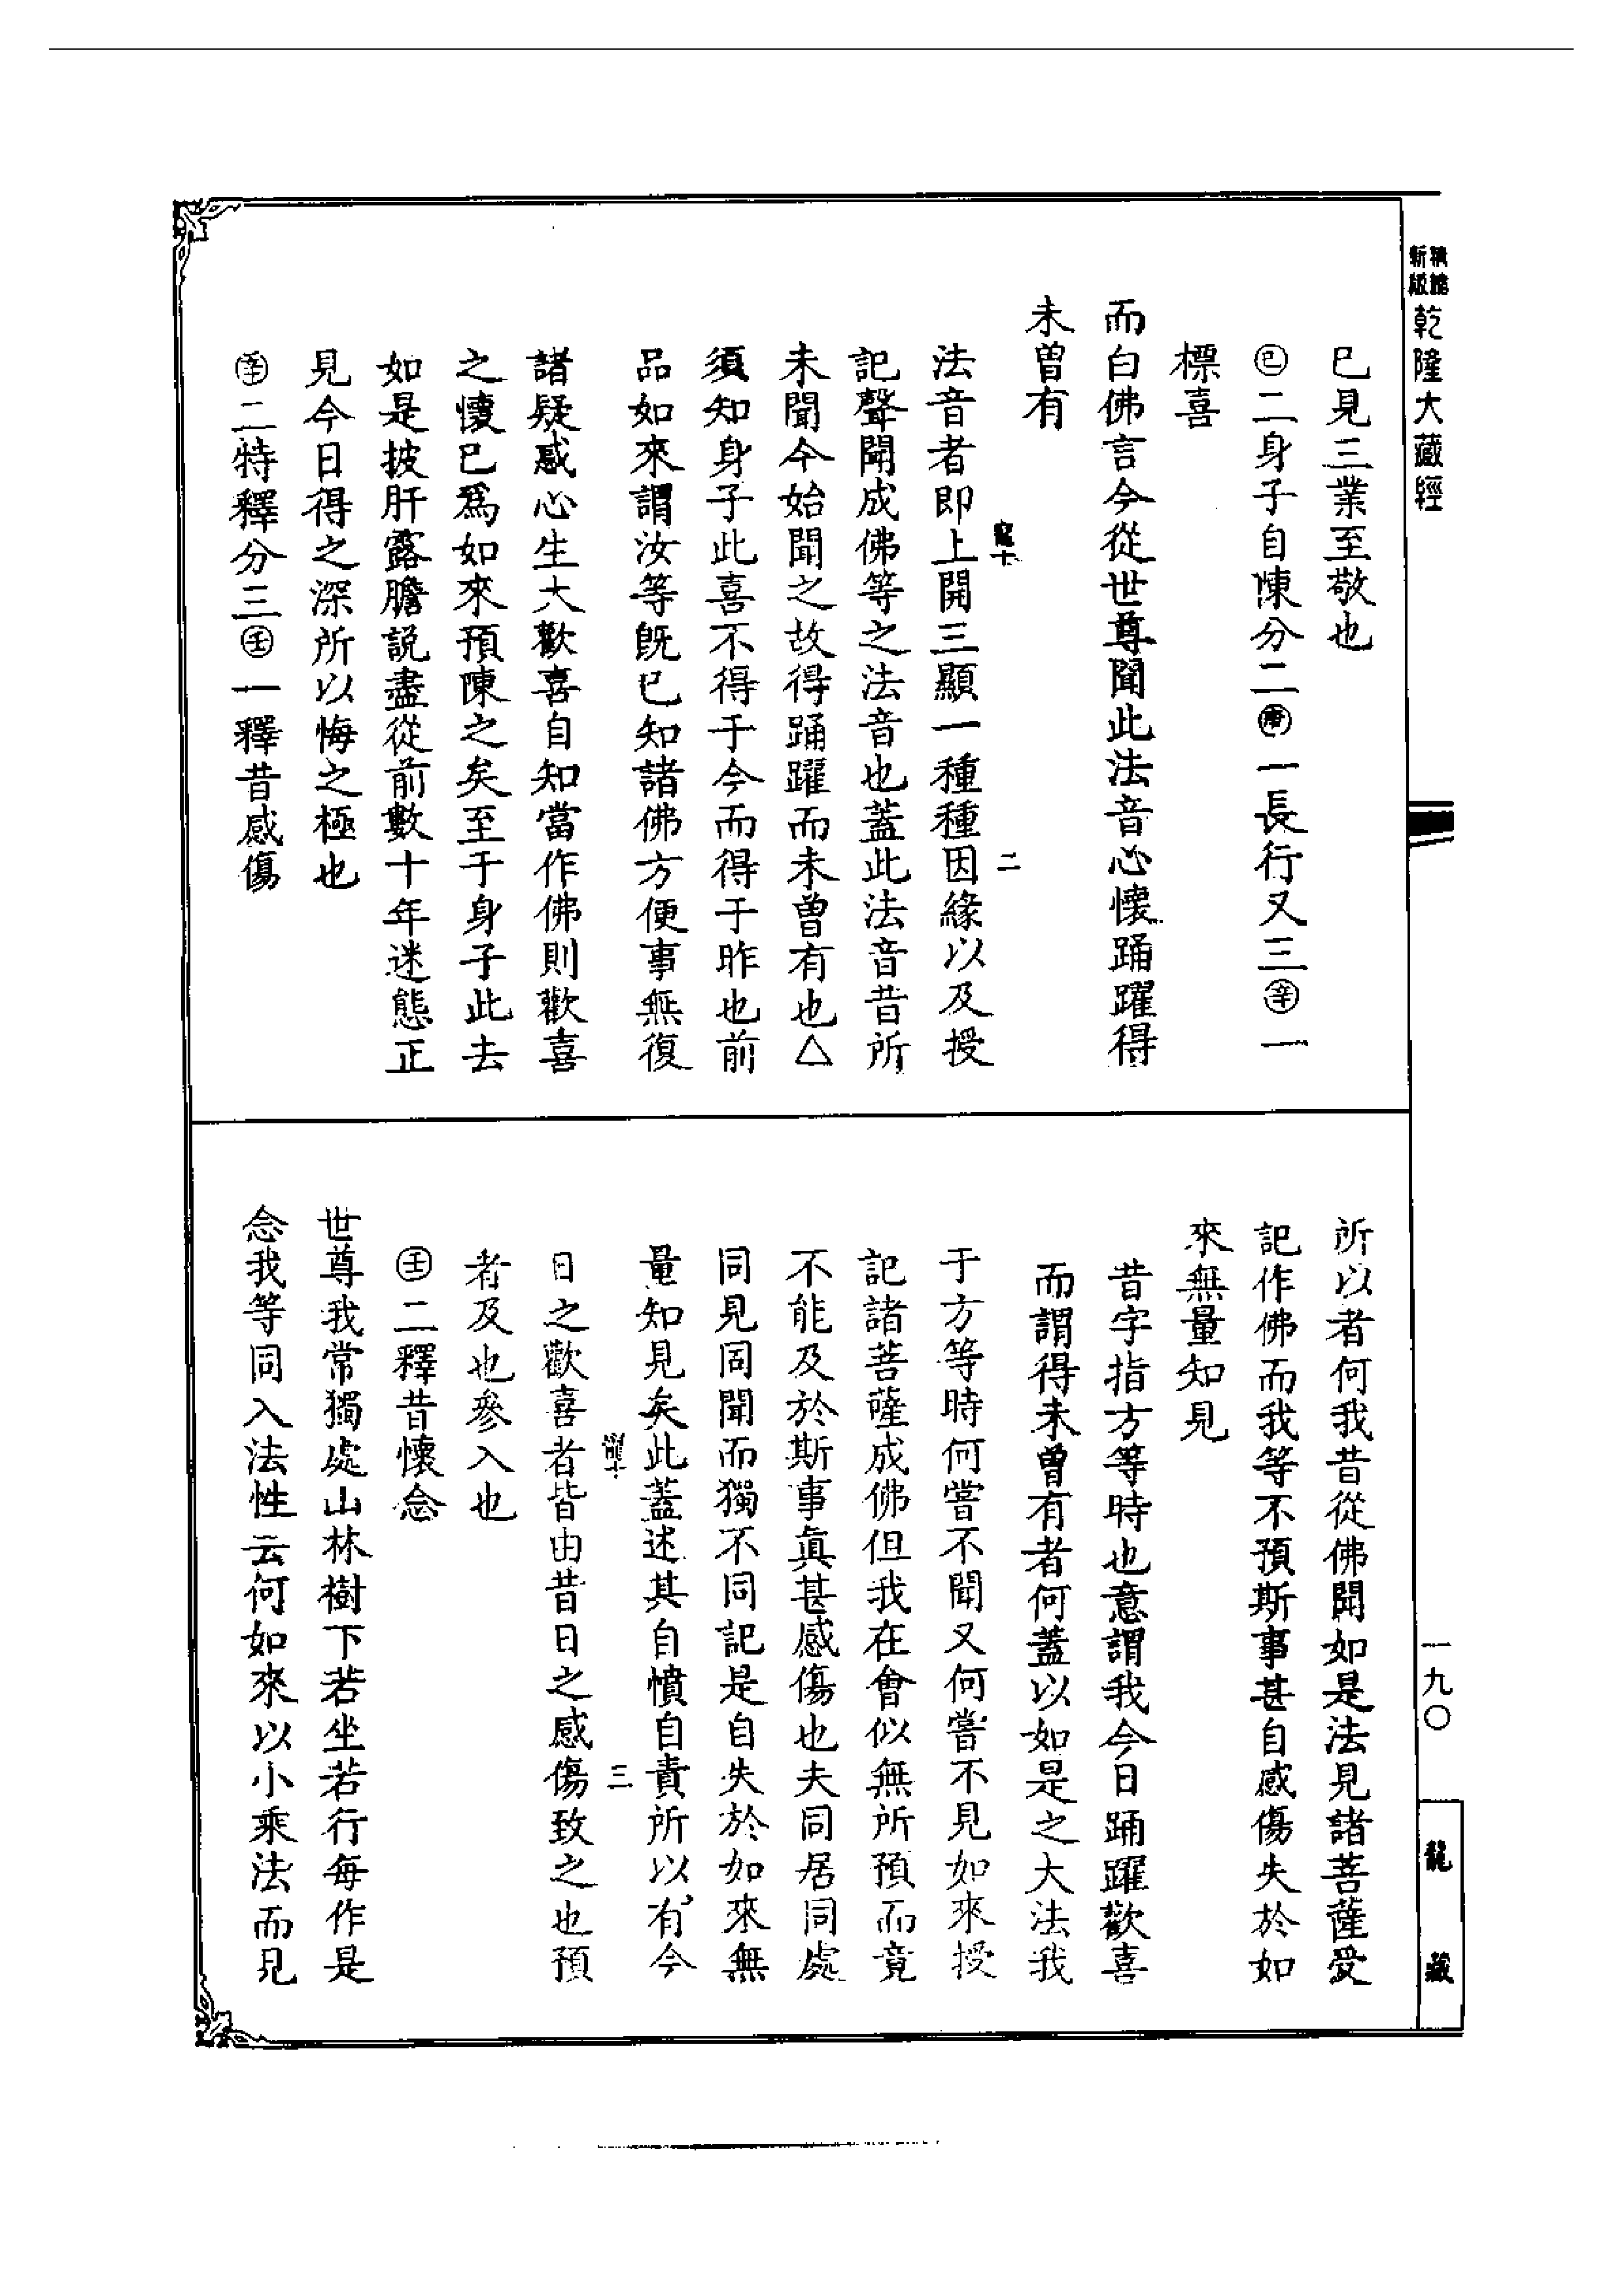 精裝
新版
乾隆大藏經
一九〇
龍藏
已見三業至敬也
㊂二身子自陳分二㊂一長行又三㊂一
標喜
而白佛言今從世尊聞此法音心懷踊躍得
未曾有
法音者即上開三顯一種種因緣以及授
記聲聞成佛等之法音也蓋此法音昔所
未聞今始聞之故得踊躍而未曾有也△
須知身子此喜不得于今而得于昨也前
品如來謂汝等旣已知諸佛方便事無復
諸疑惑心生大歡喜自知當作佛則歡喜
之懷已爲如來預陳之矣至于身子此去
如是披肝露膽説盡從前數十年迷態正
見今日得之深所以悔之極也
辛二特釋分三壬一釋昔感傷
所以者何我昔從佛聞如是法見諸菩薩受
記作佛而我等不預斯事甚自感傷失於如
來無量知見
昔字指方等時也意謂我今日踊躍歡喜
而謂得未曾有者何蓋以如是之大法我
于方等時何嘗不聞又何嘗不見如來授
記諸菩薩成佛但我在會似無所預而竟
不能及於斯事眞甚感傷也夫同居同處
同見同聞而獨不同記是自失於如來無
量知見矣此蓋述其自憤自責所以有今
日之歡喜者皆由昔日之感傷致之也預
者及也參入也
壬二釋昔懷念
世尊我常獨處山林樹下若坐若行每作是
念我等同入法性云何如來以小乘法而見
二
三